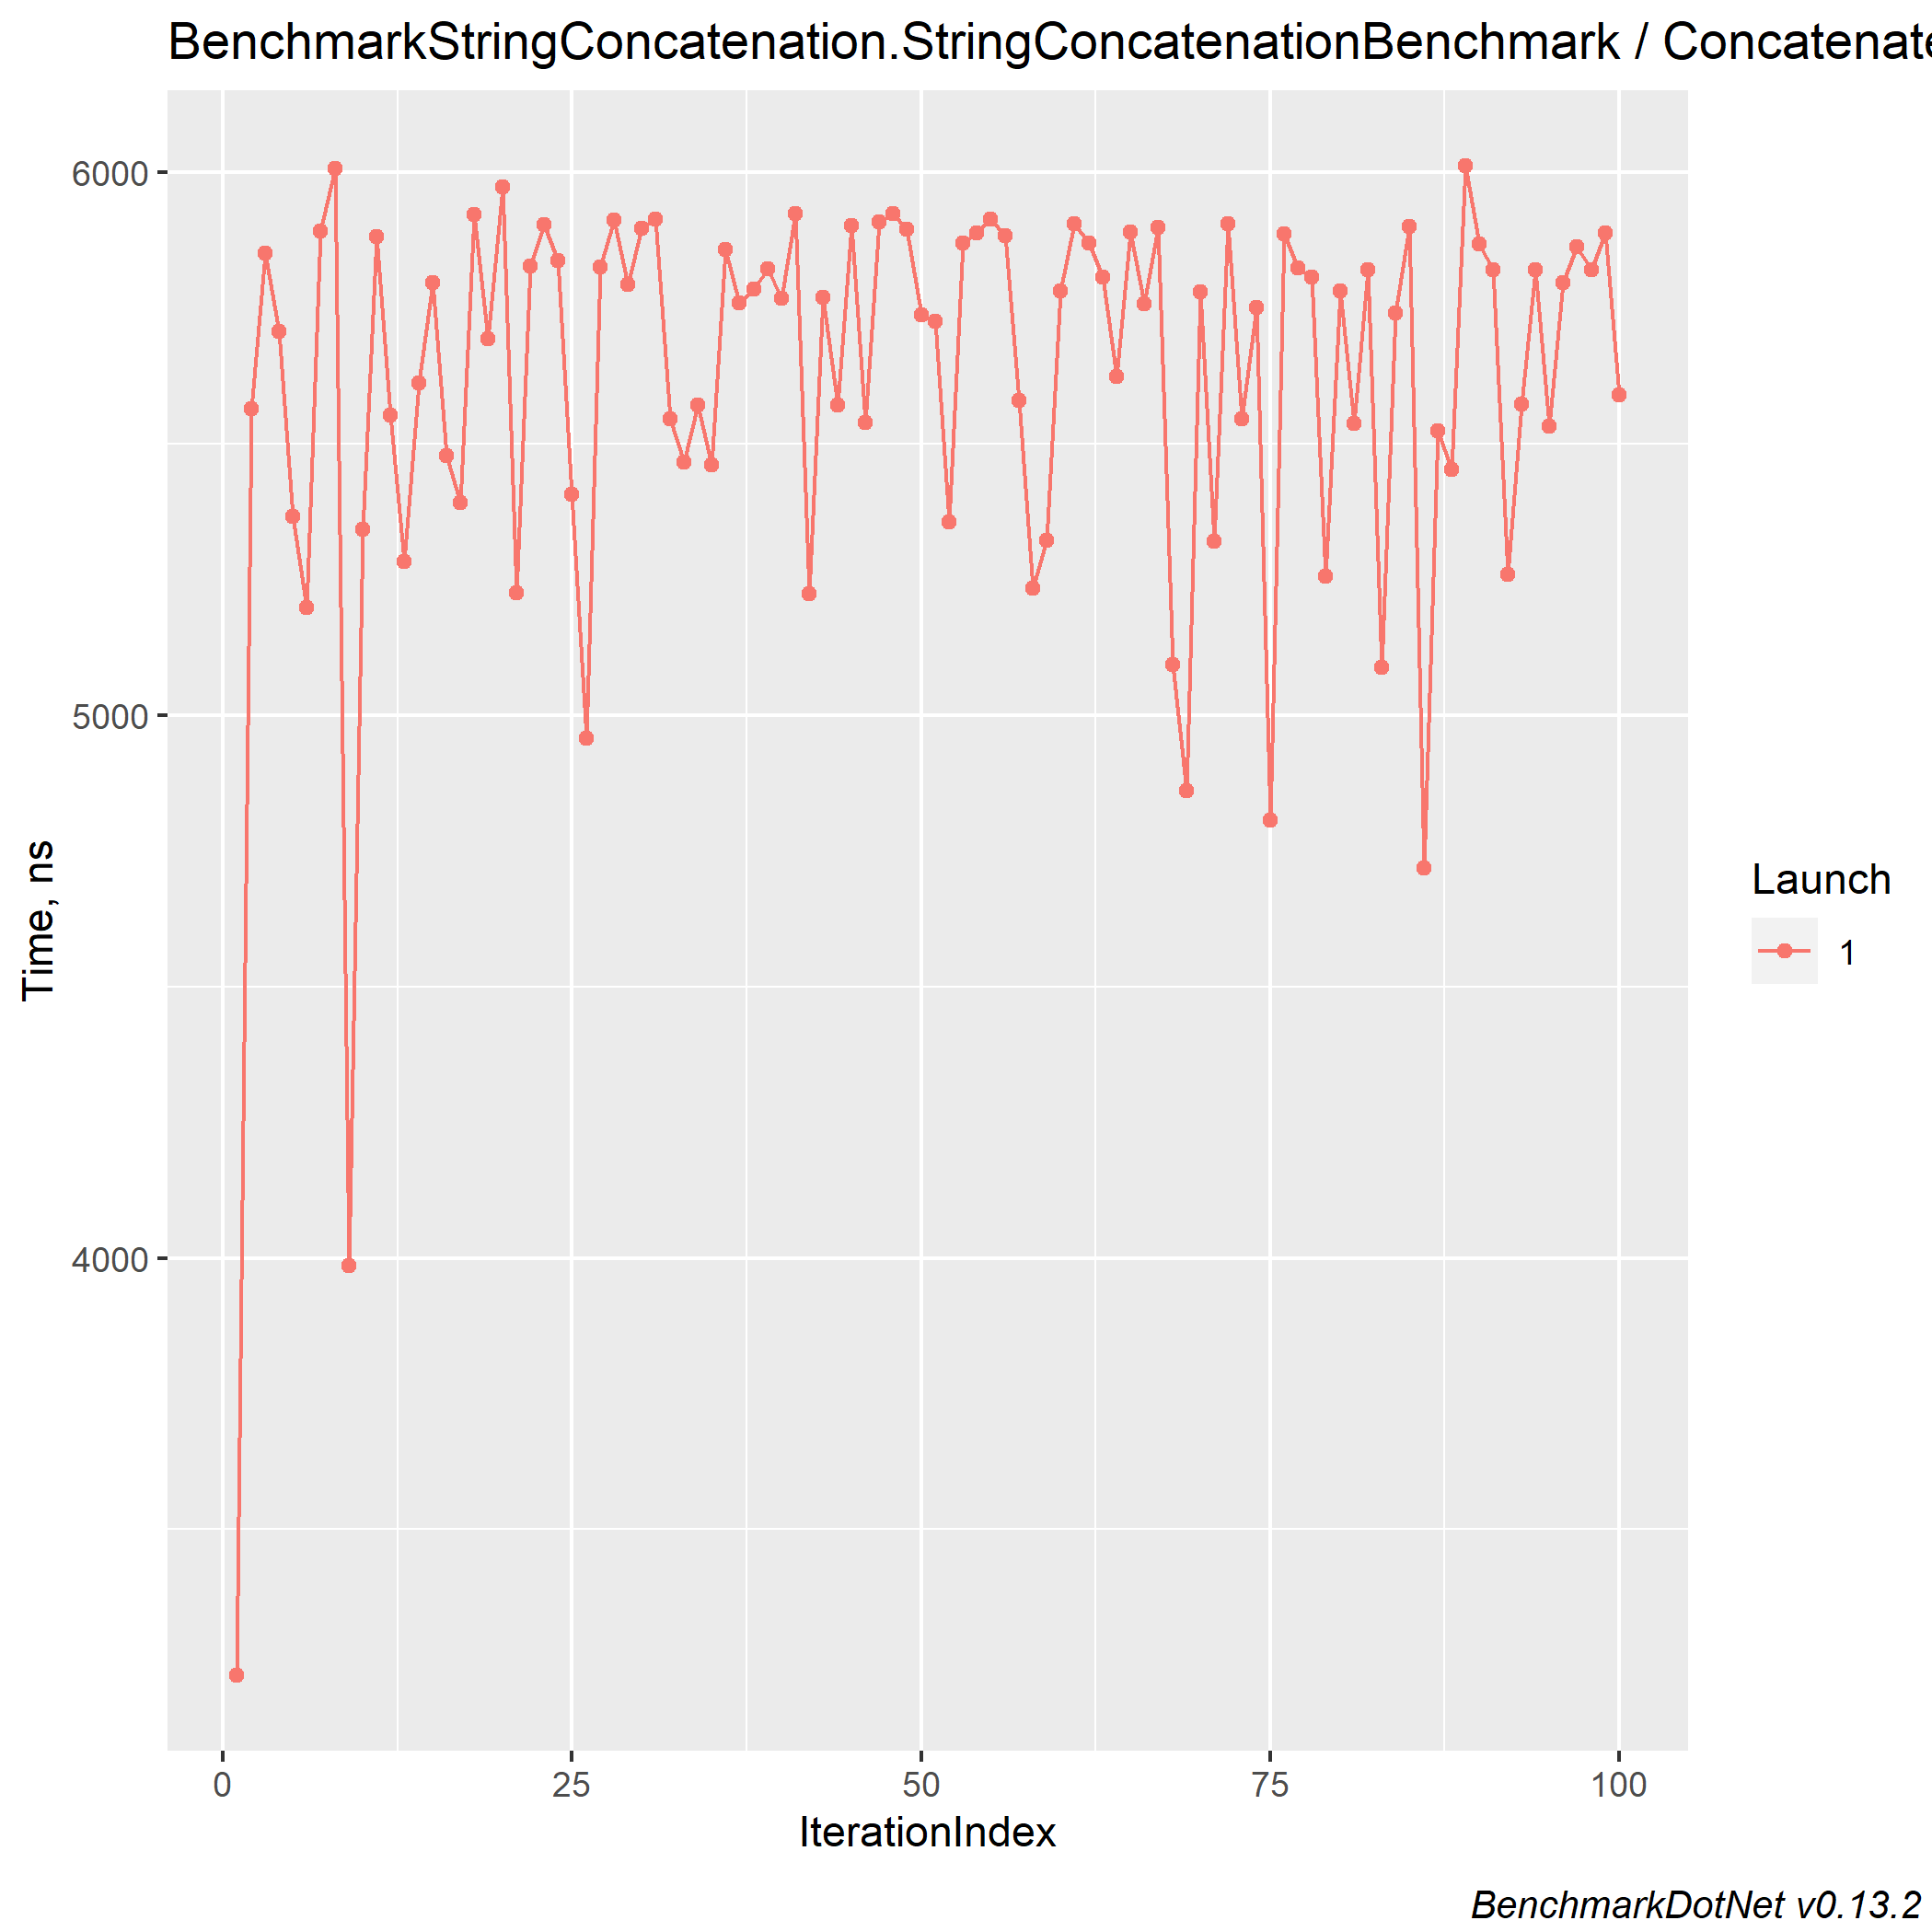 BenchmarkStringConcatenation.StringConcatenationBenchmark / Concatenate
6000
5000
4000
Time, ns
0 25 50 75 100
IterationIndex
Launch
1
BenchmarkDotNet v0.13.2